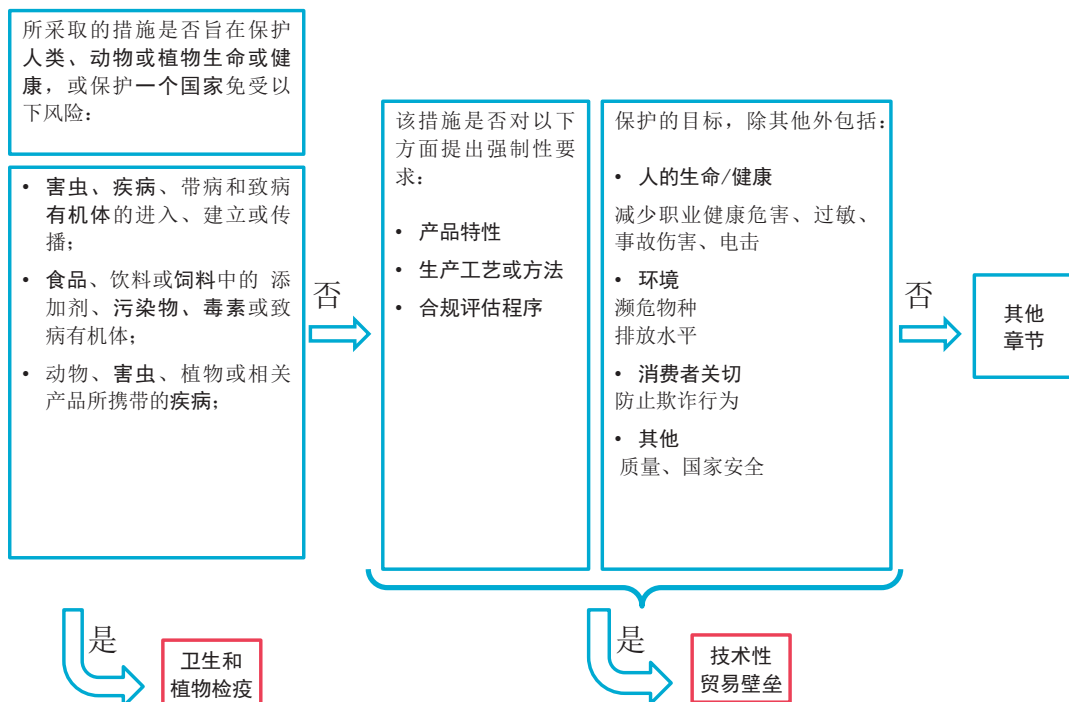 所采取的措施是否旨在保护
人类、动物或植物生命或健
康，或保护一个国家免受以
下风险：
• 害虫、疾病、带病和致病
有机体的进入、建立或传
播；
• 食品、饮料或饲料中的 添
加剂、污染物、毒素或致
病有机体；
• 动物、害虫、植物或相关
产品所携带的疾病；
否
该措施是否对以下
方面提出强制性要
求：
• 产品特性
• 生产工艺或方法
• 合规评估程序
保护的目标，除其他外包括：
• 人的生命/健康
减少职业健康危害、过敏、
事故伤害、电击
• 环境
濒危物种
排放水平
• 消费者关切
防止欺诈行为
• 其他
质量、国家安全
否
其他
章节
是
卫生和
植物检疫
是
技术性
贸易壁垒